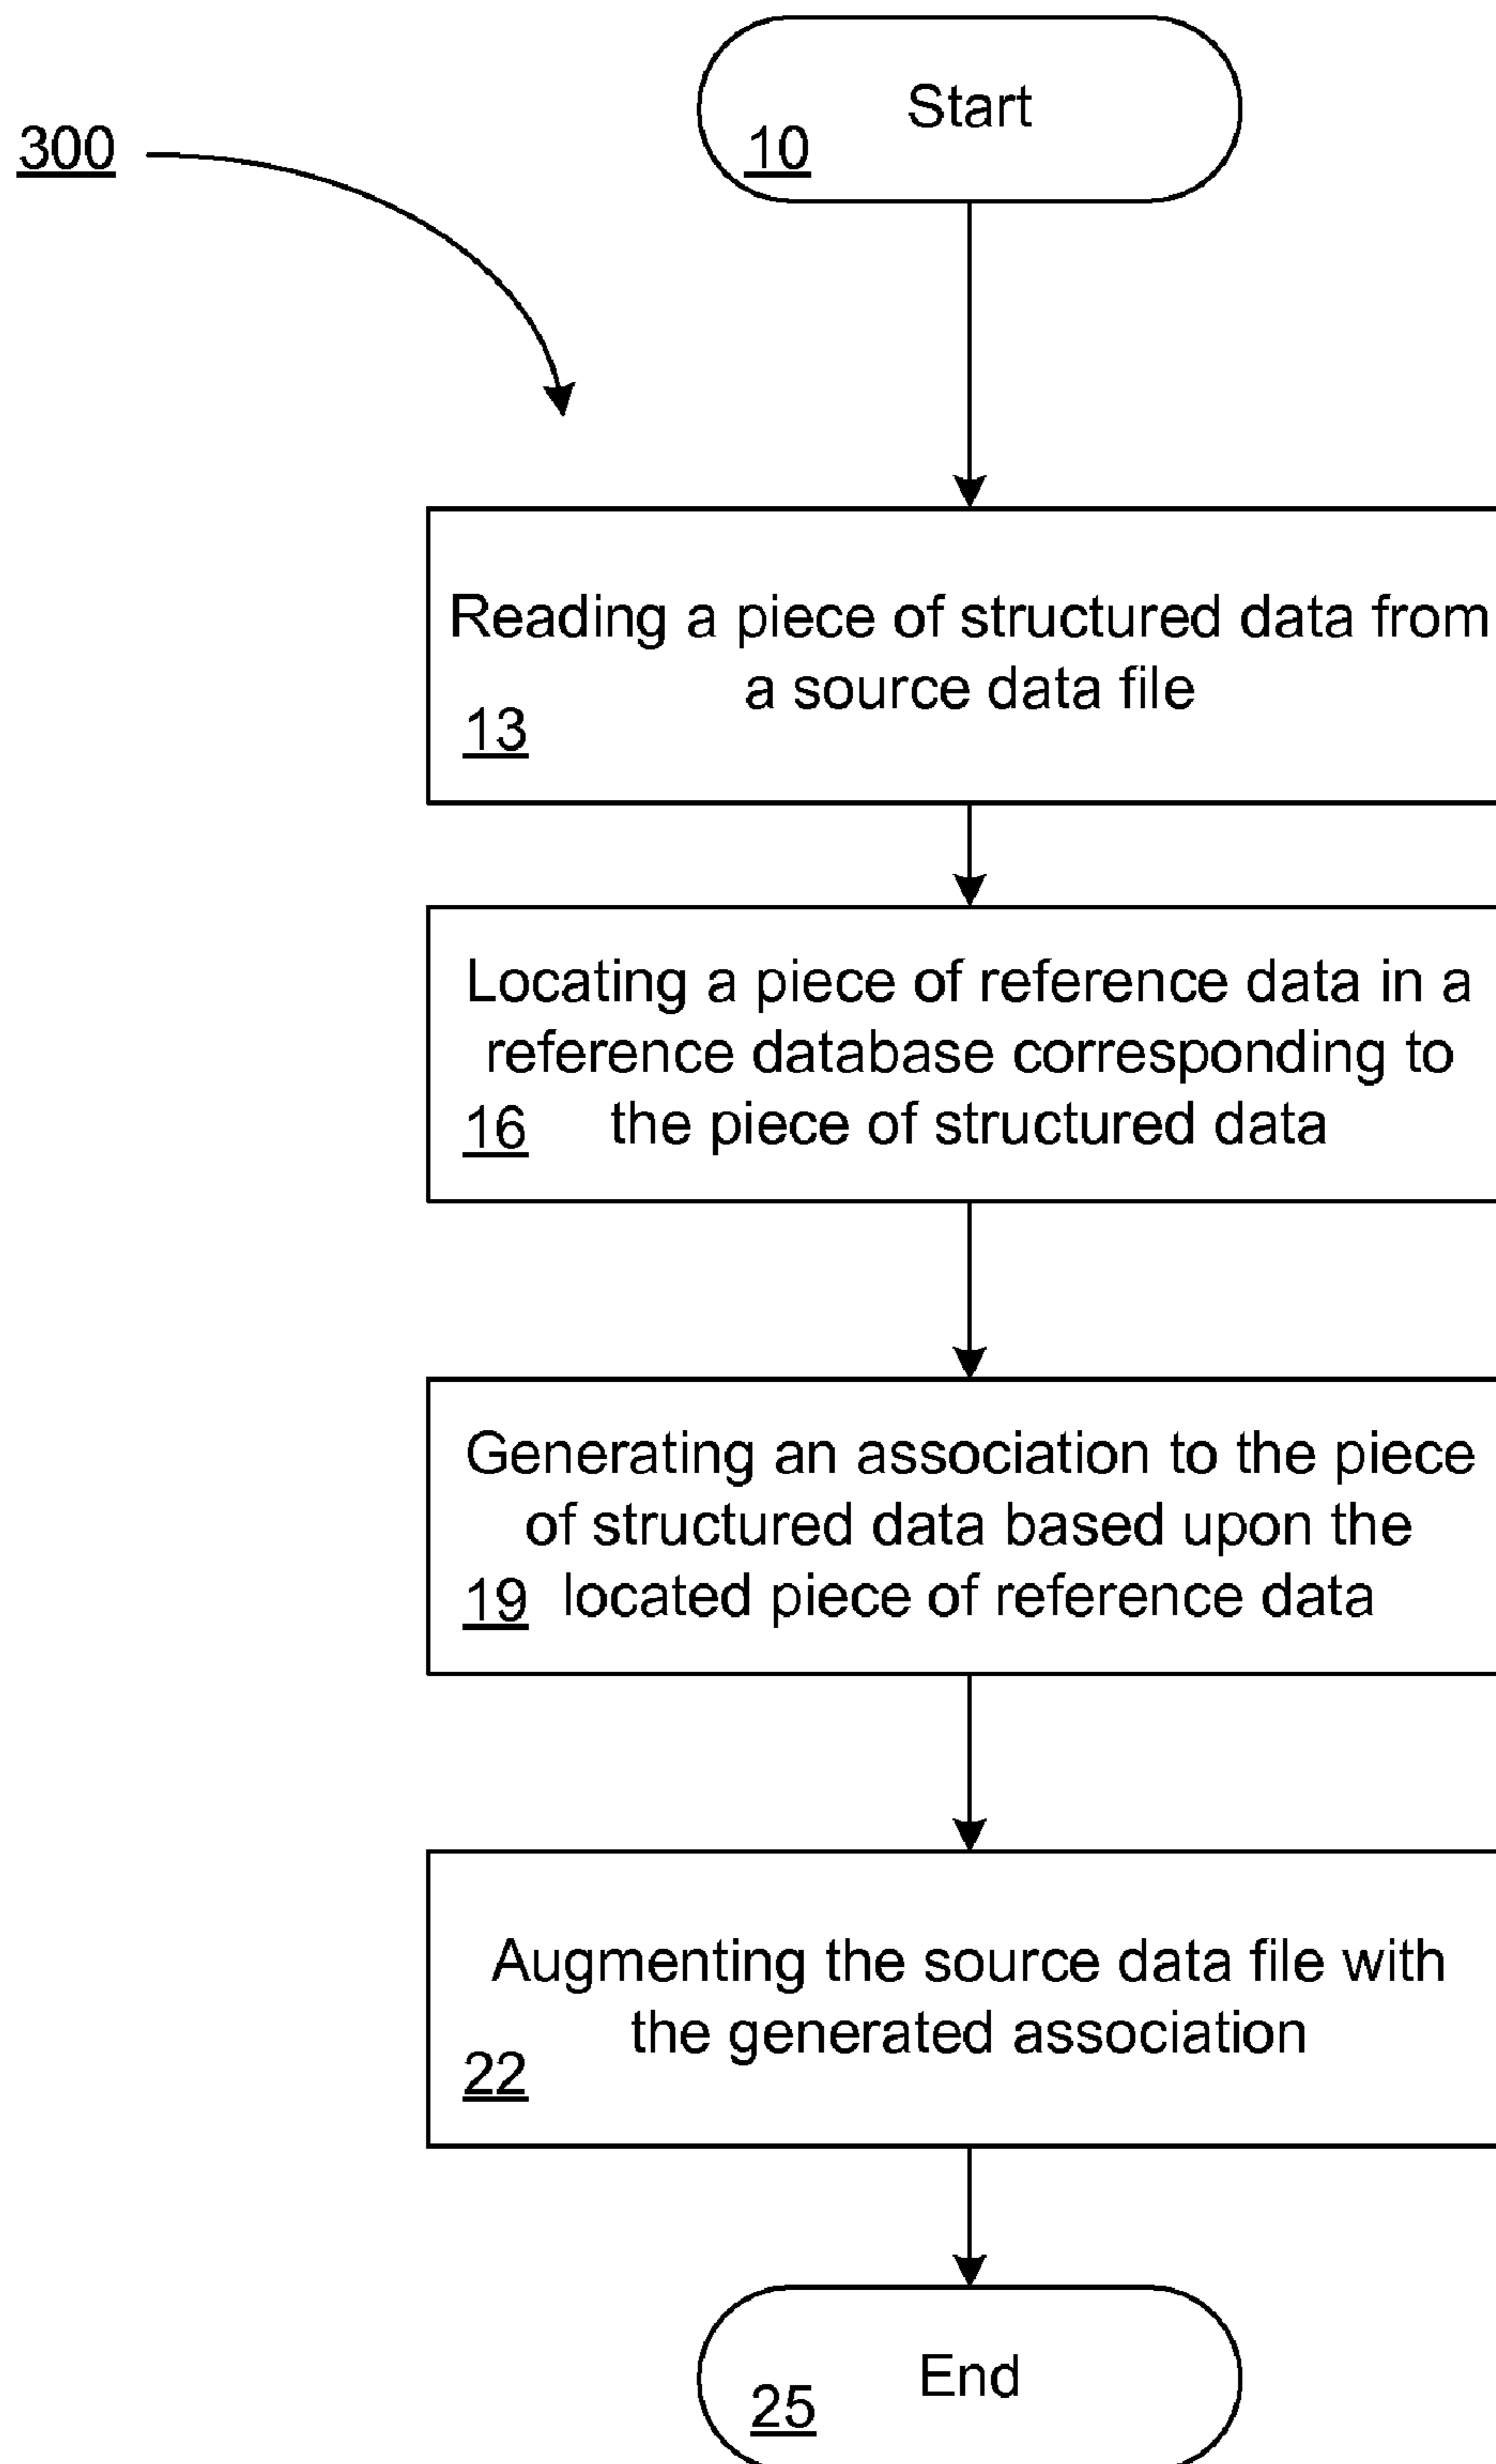 Start
10
300
Reading a piece of structured data from
a source data file
13
Locating a piece of reference data in a
reference database corresponding to
16 the piece of structured data
Generating an association to the piece
of structured data based upon the
19 located piece of reference data
Augmenting the source data file with
the generated association
22
End
25